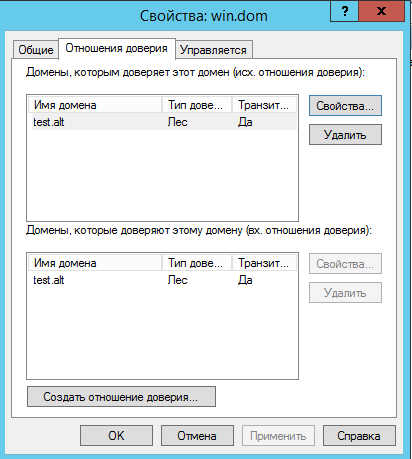 Свойства: win.dom
? x
Общие Отношения доверия Управляется
Домены, которым доверяет этот домен (исх. отношения доверия):
Имя домена Тип дове... Транзит... Свойства...
test.alt Лес Да
Удалить
Домены, которые доверяют этому домену (вх. отношения доверия):
Имя домена Тип дове... Транзит... Свойства...
test.alt Лес Да
Удалить
Создать отношение доверия...
OK Отмена Применить Справка